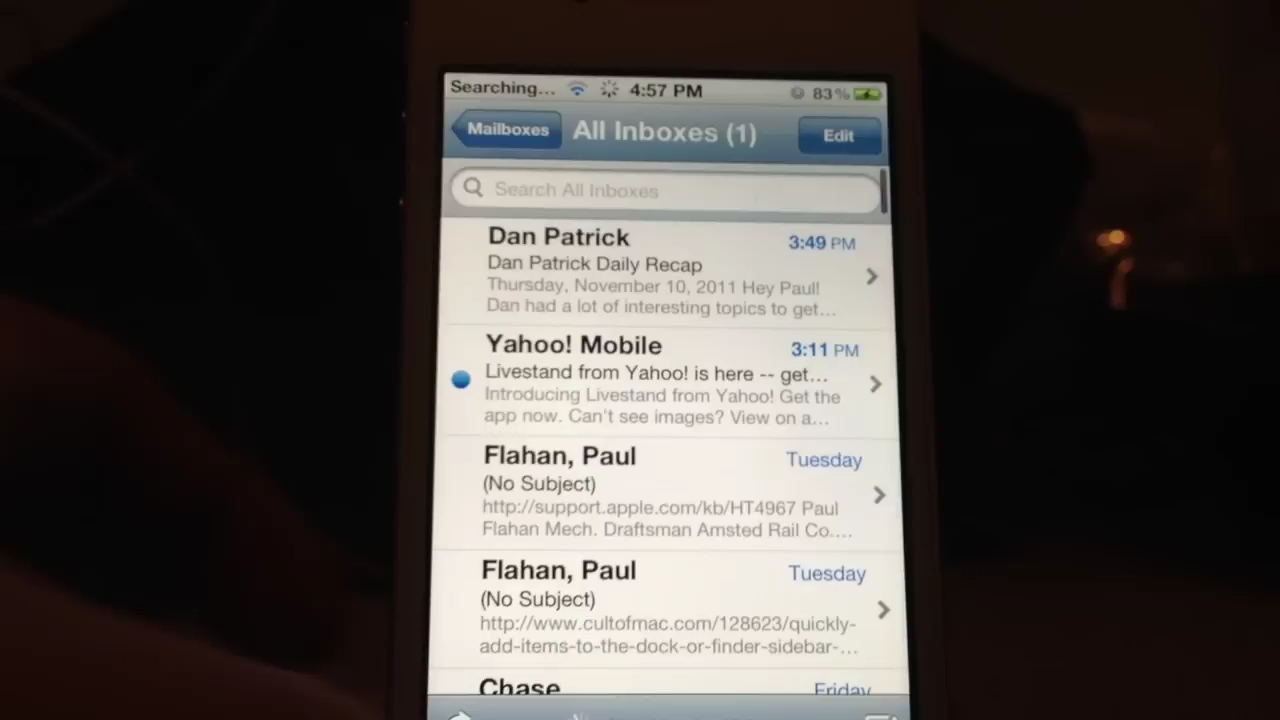 Searching... 4:57 PM 83%
Mailboxes All Inboxes (1) Edit
Search All Inboxes
Dan Patrick 3:49 PM
Dan Patrick Daily Recap
Thursday, November 10, 2011 Hey Paul!
Dan had a lot of interesting topics to get...
Yahoo! Mobile 3:11 PM
Livestand from Yahoo! is here -- get...
Introducing Livestand from Yahoo! Get the
app now. Can't see images? View on a...
Flahan, Paul Tuesday
(No Subject)
http://support.apple.com/kb/HT4967 Paul
Flahan Mech. Draftsman Amsted Rail Co....
Flahan, Paul Tuesday
(No Subject)
http://www.cultofmac.com/128623/quickly-
add-items-to-the-dock-or-finder-sidebar-...
Chase Friday